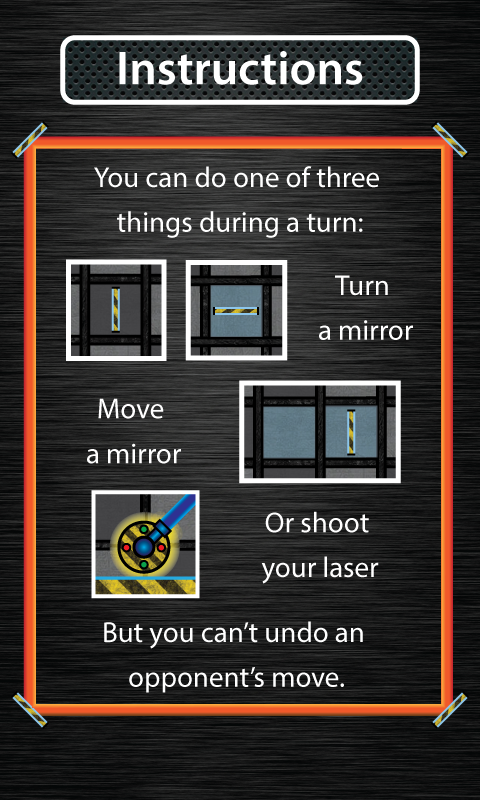 Instructions
You can do one of three
things during a turn:
Turn
a mirror
Move
a mirror
Or shoot
your laser
But you can’t undo an
opponent’s move.